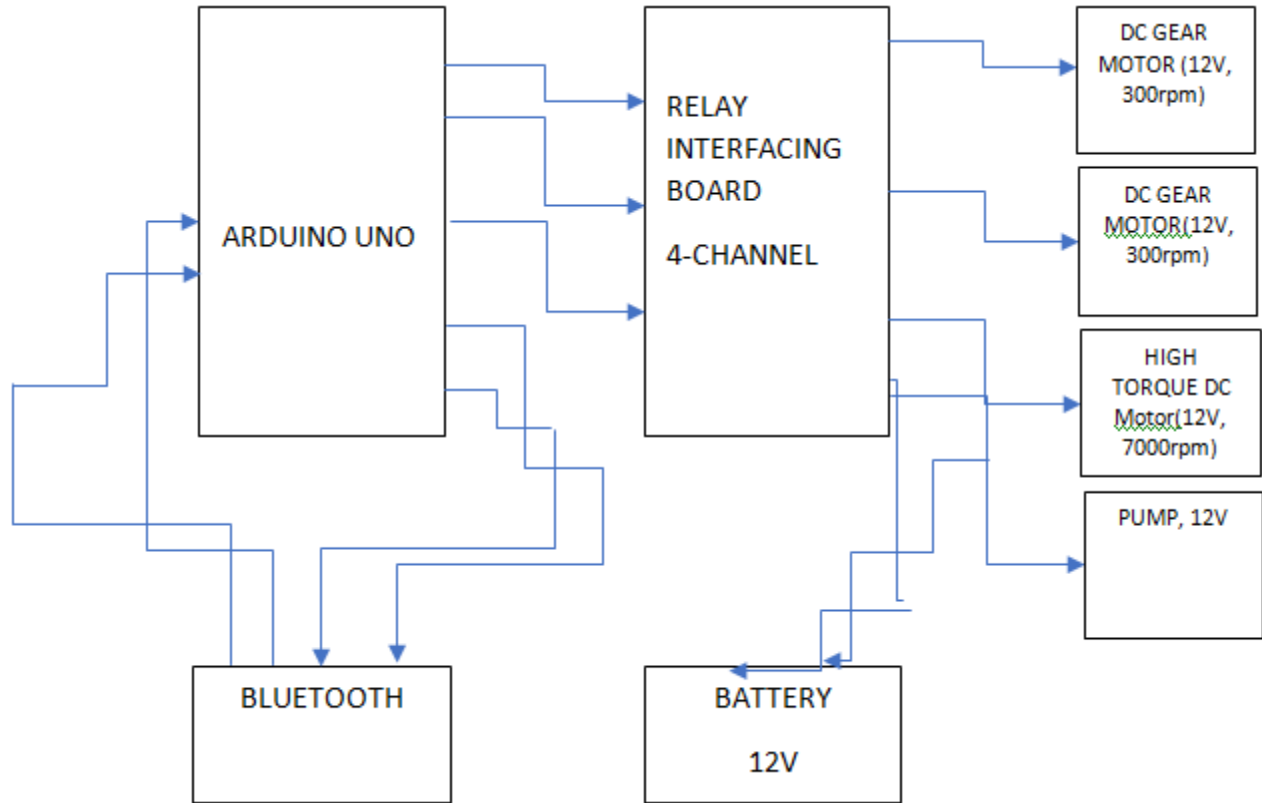 ARDUINO UNO
RELAY
INTERFACING
BOARD
4-CHANNEL
DC GEAR
MOTOR (12V,
300rpm)
DC GEAR
MOTOR(12V,
300rpm)
HIGH
TORQUE DC
Motor(12V,
7000rpm)
PUMP, 12V
BLUETOOTH
BATTERY
12V